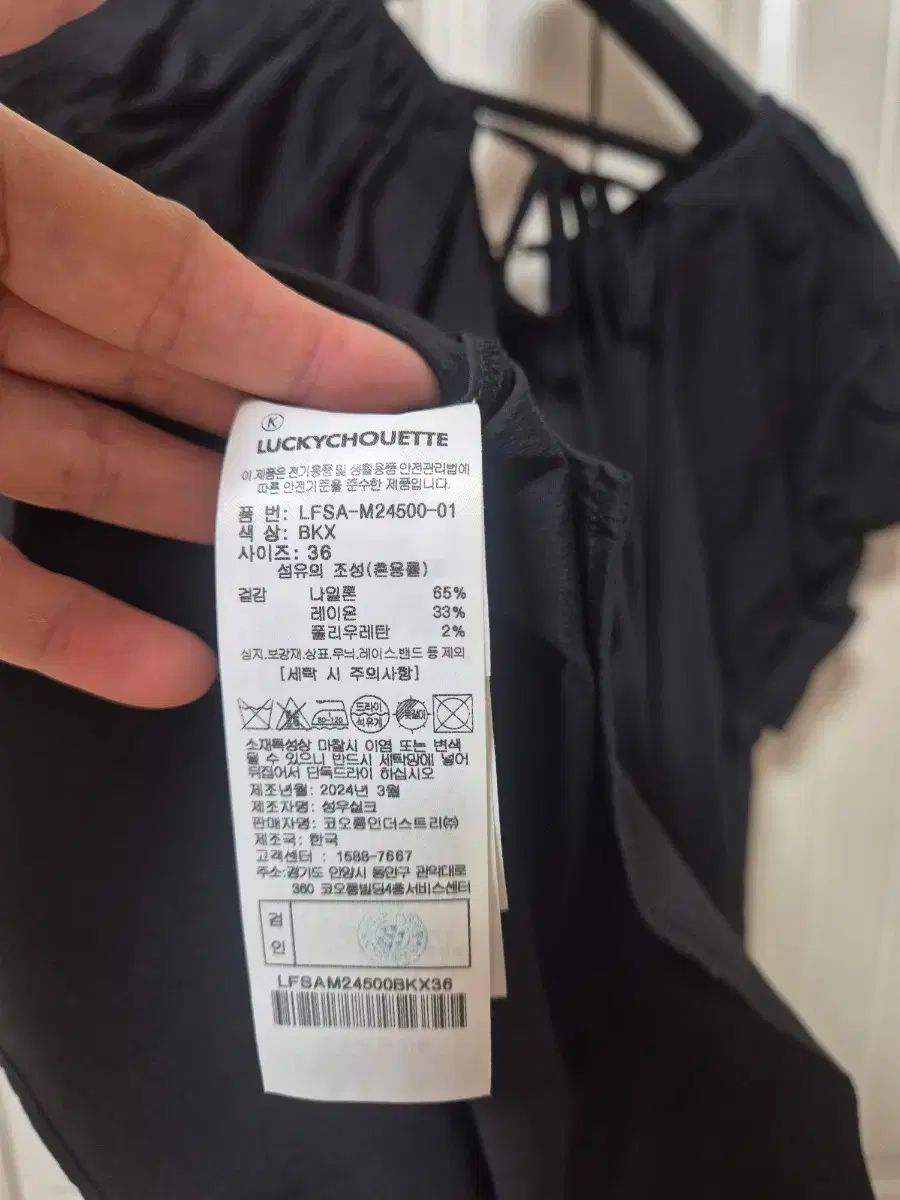 K
LUCKYCHOUETTE
이 제품은 전기용품 및 생활용품 안전관리법에
따른 안전기준을 준수한 제품입니다.
품 번: LFSA-M24500-01
색 상: BKX
사이즈: 36
섬유의 조성(혼용률)
겉감 나일론 65%
레이온 33%
폴리우레탄 2%
심지.보강재.상표.무늬.레이스.밴드 등 제외
[세탁 시 주의사항]
80-120 드라이
석유계
소재특성상 마찰시 이염 또는 변색
될 수 있으니 반드시 세탁망에 넣어
뒤집어서 단독드라이 하십시오
제조년월: 2024년 3월
제조자명: 성우실크
판매자명: 코오롱인더스트리㈜
제조국: 한국
고객센터 : 1588-7667
주소:경기도 안양시 동안구 관악대로
360 코오롱빌딩4층서비스센터
검
인
LFSAM24500BKX36